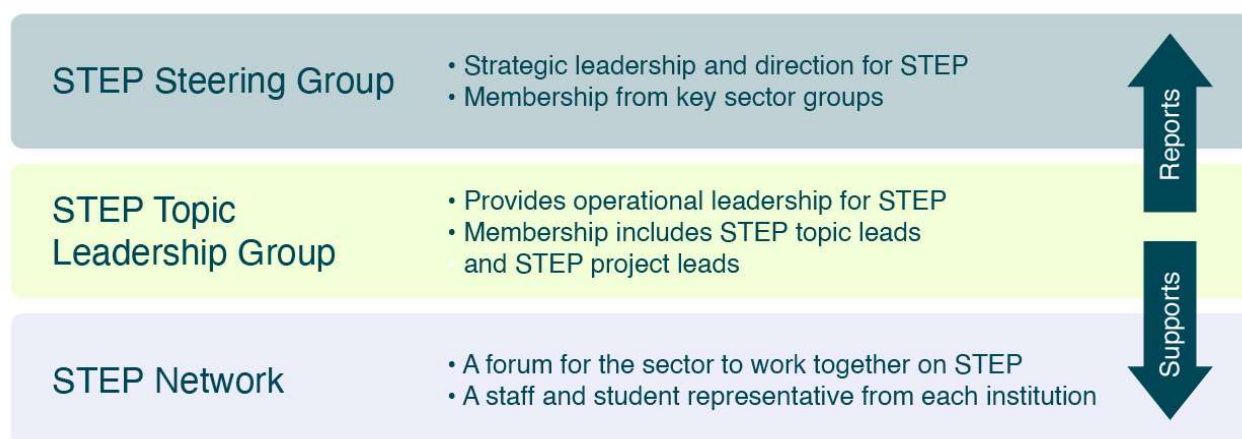 STEP Steering Group
• Strategic leadership and direction for STEP
• Membership from key sector groups
Reports
STEP Topic
Leadership Group
• Provides operational leadership for STEP
• Membership includes STEP topic leads
and STEP project leads
Supports
STEP Network
• A forum for the sector to work together on STEP
• A staff and student representative from each institution